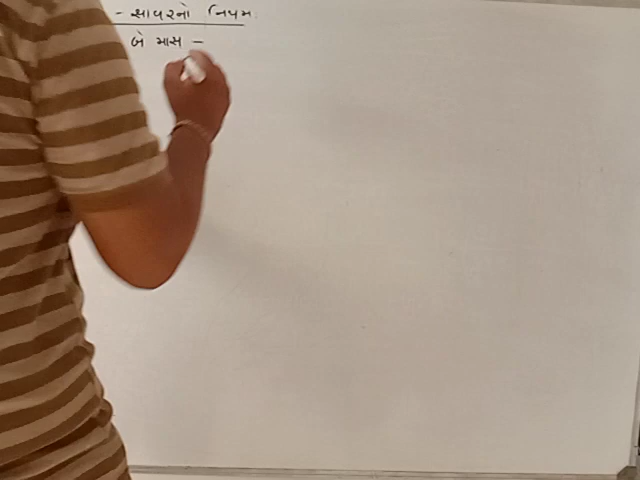 - સાવરનો નિયમ
બે માસ -